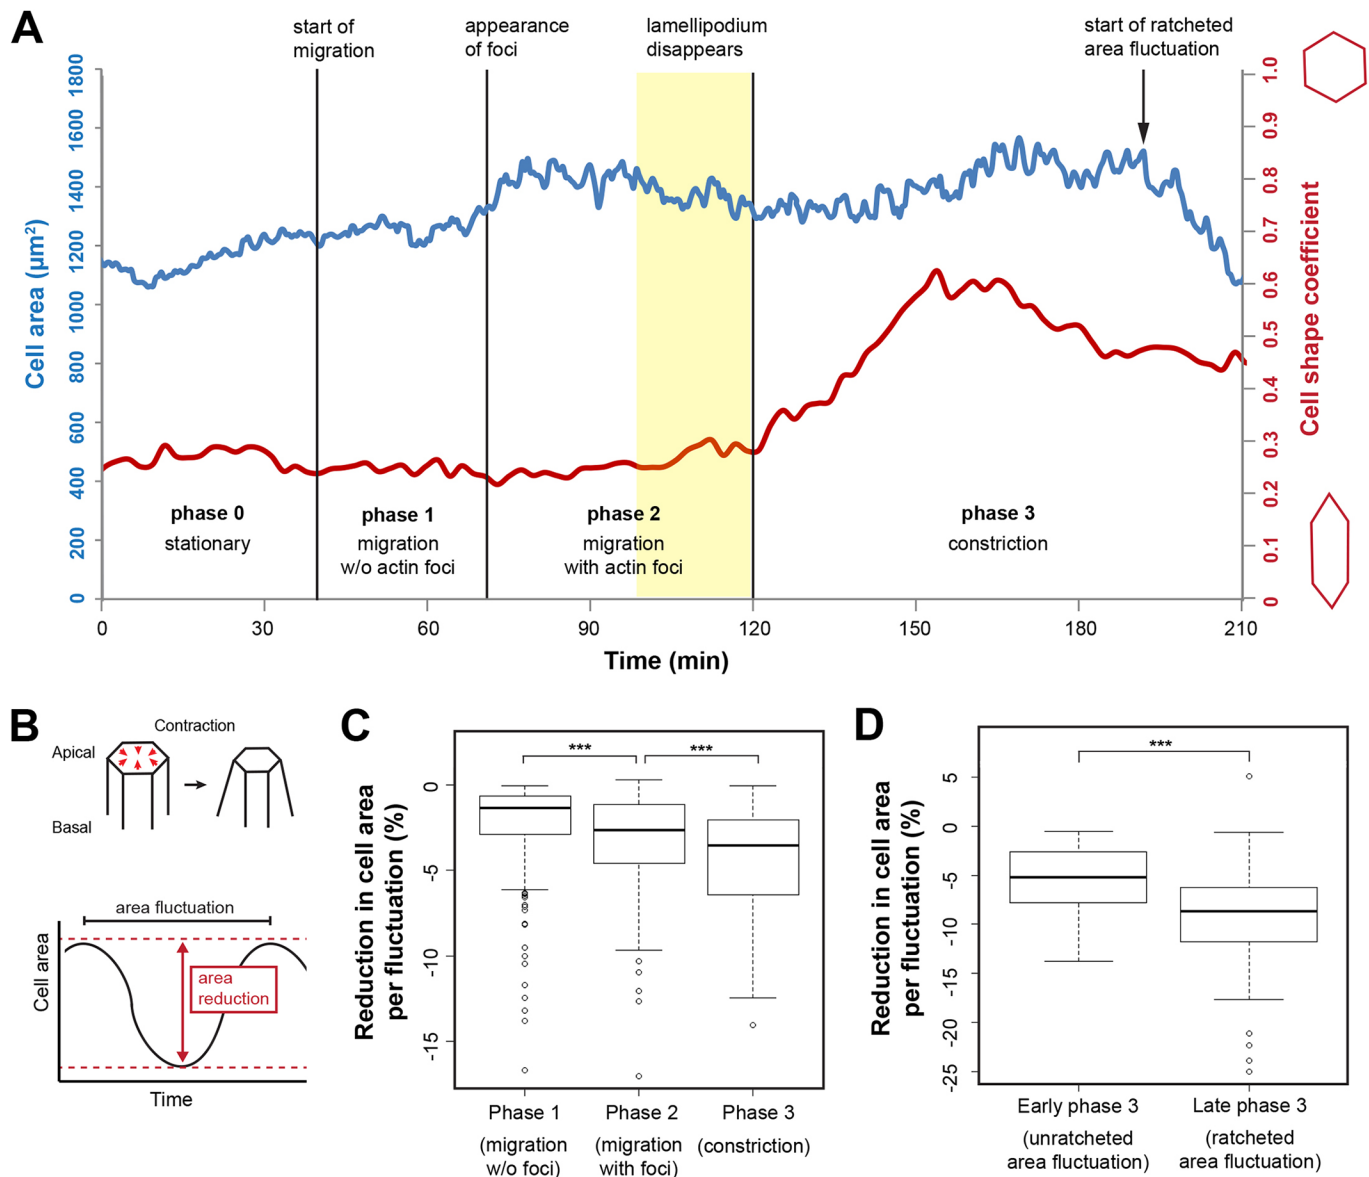 A
start of
migration
appearance
of foci
lamellipodium
disappears
start of ratcheted
area fluctuation
Cell area (µm²)
1800
1600
1400
1200
1000
800
600
400
200
0
1.0
0.9
0.8
0.7
0.6
0.5
0.4
0.3
0.2
0.1
0
Cell shape coefficient
phase 0
stationary
phase 1
migration
w/o actin foci
phase 2
migration
with actin foci
phase 3
constriction
0 30 60 90 120 150 180 210
Time (min)
B
Contraction
Apical
Basal
area fluctuation
Cell area
area
reduction
Time
C
Reduction in cell area
per fluctuation (%)
*** ***
0
-5
-10
-15
Phase 1
(migration
w/o foci)
Phase 2
(migration
with foci)
Phase 3
(constriction)
D
Reduction in cell area
per fluctuation (%)
***
5
0
-5
-10
-15
-20
-25
Early phase 3
(unratcheted
area fluctuation)
Late phase 3
(ratcheted
area fluctuation)